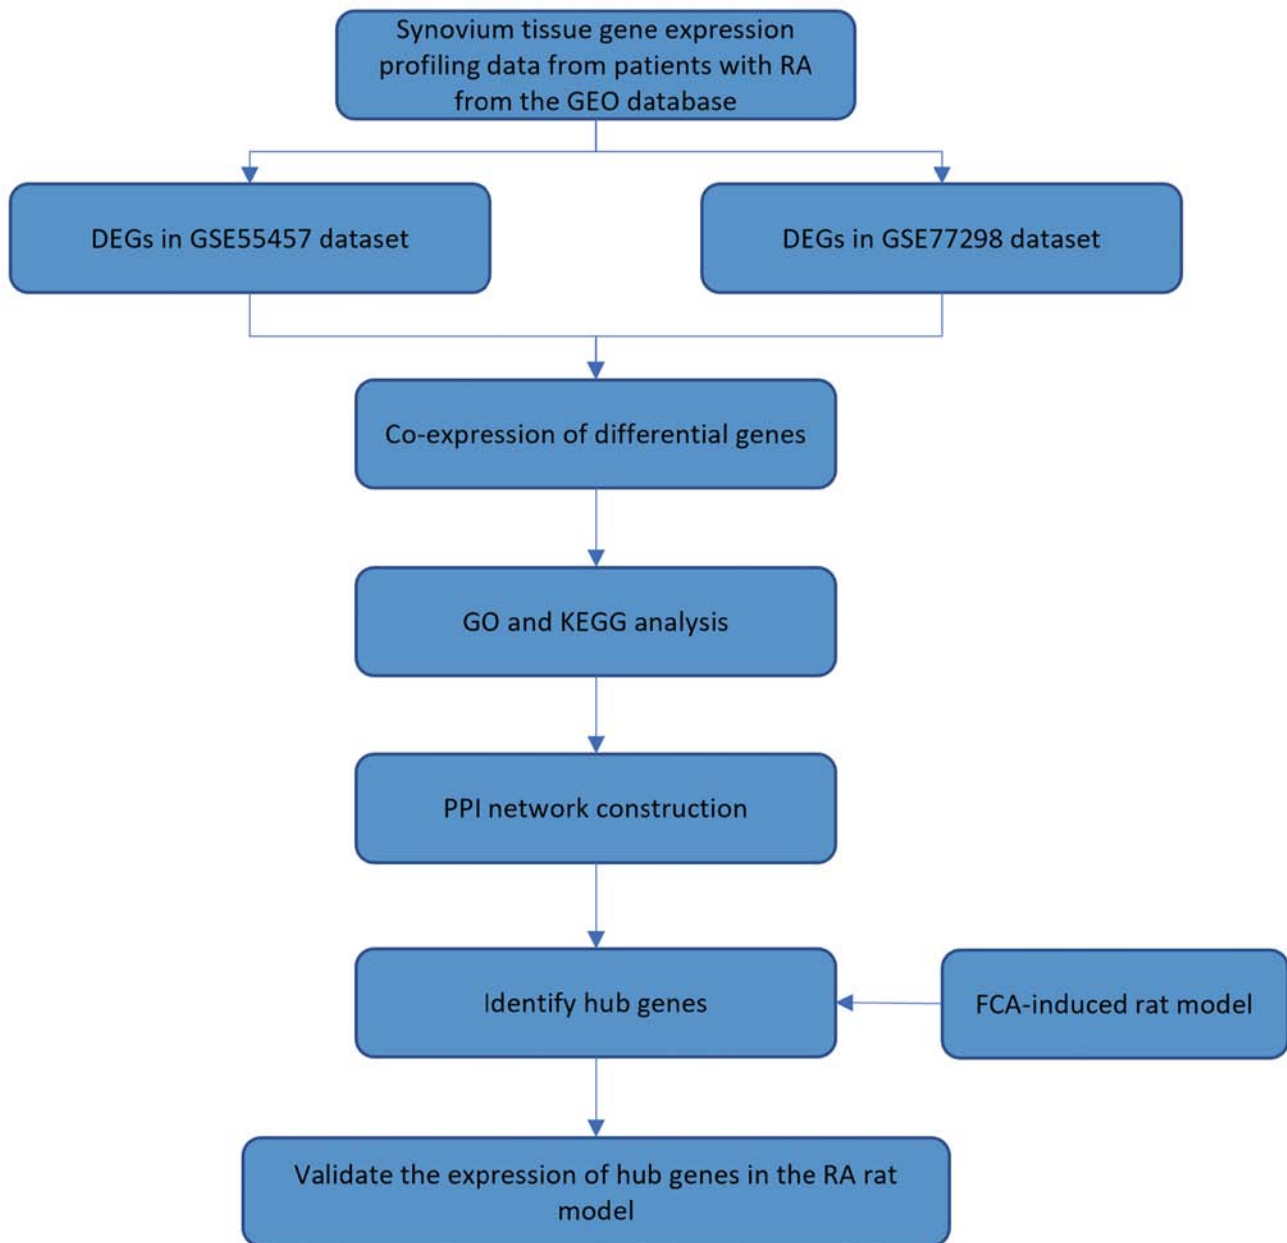 Synovium tissue gene expression
profiling data from patients with RA
from the GEO database
DEGs in GSE55457 dataset
DEGs in GSE77298 dataset
Co-expression of differential genes
GO and KEGG analysis
PPI network construction
Identify hub genes
FCA-induced rat model
Validate the expression of hub genes in the RA rat
model